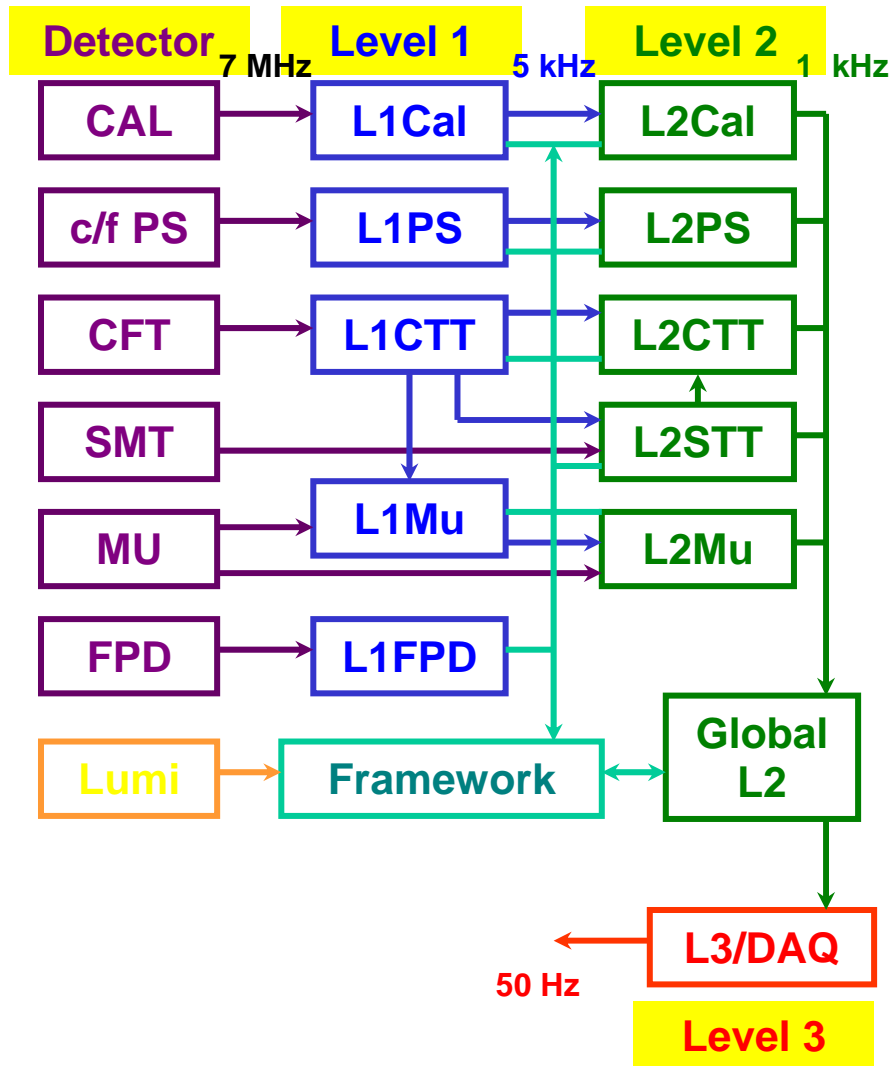 Detector
Level 1
Level 2
7 MHz
5 kHz
1 kHz
CAL
L1Cal
L2Cal
c/f PS
L1PS
L2PS
CFT
L1CTT
L2CTT
SMT
L2STT
L1Mu
MU
L2Mu
FPD
L1FPD
Lumi
Framework
Global
L2
L3/DAQ
50 Hz
Level 3